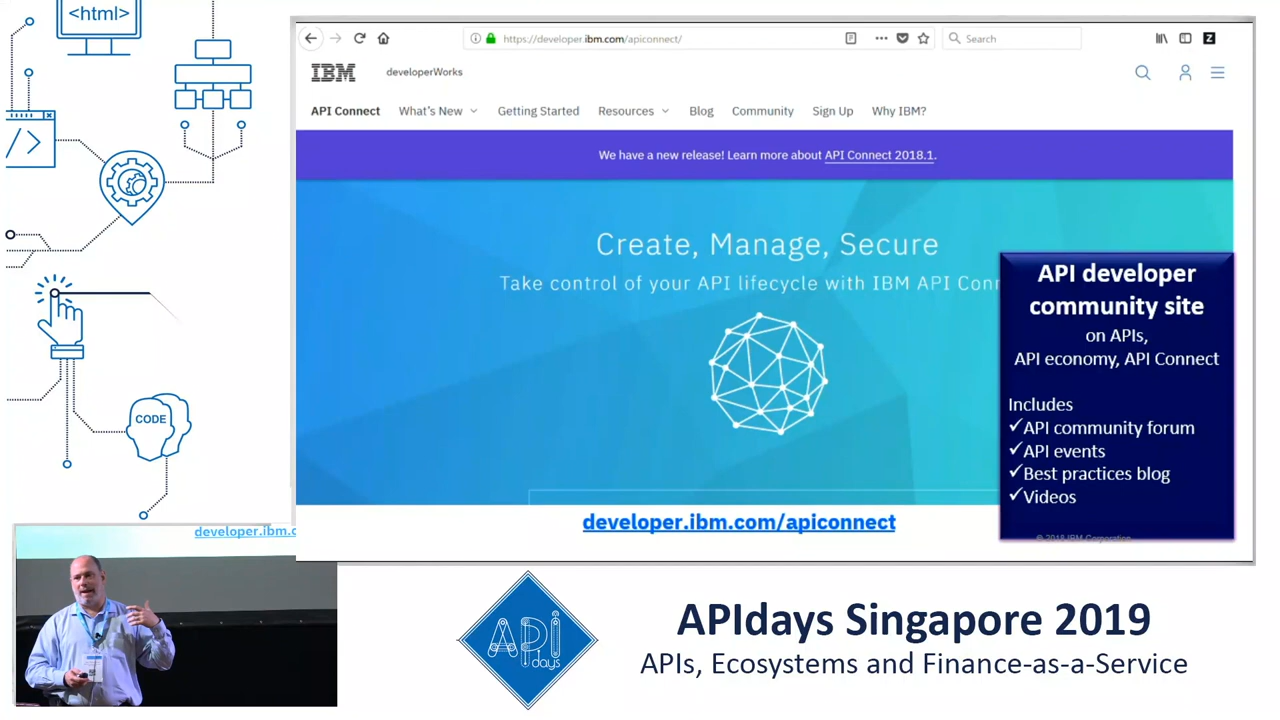 <html>
</>
CODE
https://developer.ibm.com/apiconnect/
Search
Z
IBM
developerWorks
API Connect What's New Getting Started Resources Blog Community Sign Up Why IBM?
We have a new release! Learn more about API Connect 2018.1.
Create, Manage, Secure
Take control of your API lifecycle with IBM API Conn
API developer
community site
on APIs,
API economy, API Connect
Includes
✓API community forum
✓API events
✓Best practices blog
✓Videos
© 2018 IBM Corporation
developer.ibm.com/apiconnect
developer.ibm.c
API
days
APIdays Singapore 2019
APIs, Ecosystems and Finance-as-a-Service